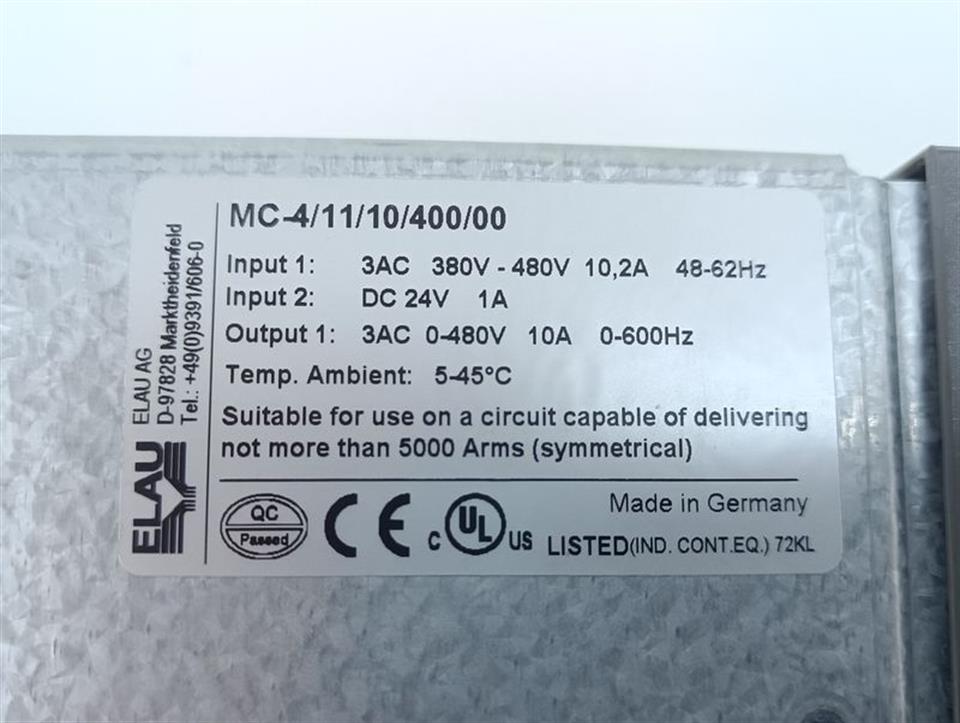 MC-4/11/10/400/00
Input 1: 3AC 380V - 480V 10,2A 48-62Hz
Input 2: DC 24V 1A
Output 1: 3AC 0-480V 10A 0-600Hz
Temp. Ambient: 5-45°C
Suitable for use on a circuit capable of delivering
not more than 5000 Arms (symmetrical)
QC
Passed
CE
c UL US
Made in Germany
LISTED(IND. CONT.EQ.) 72KL
ELAU
ELAU AG
D-97828 Marktheidenfeld
Tel.: +49(0)9391/606-0